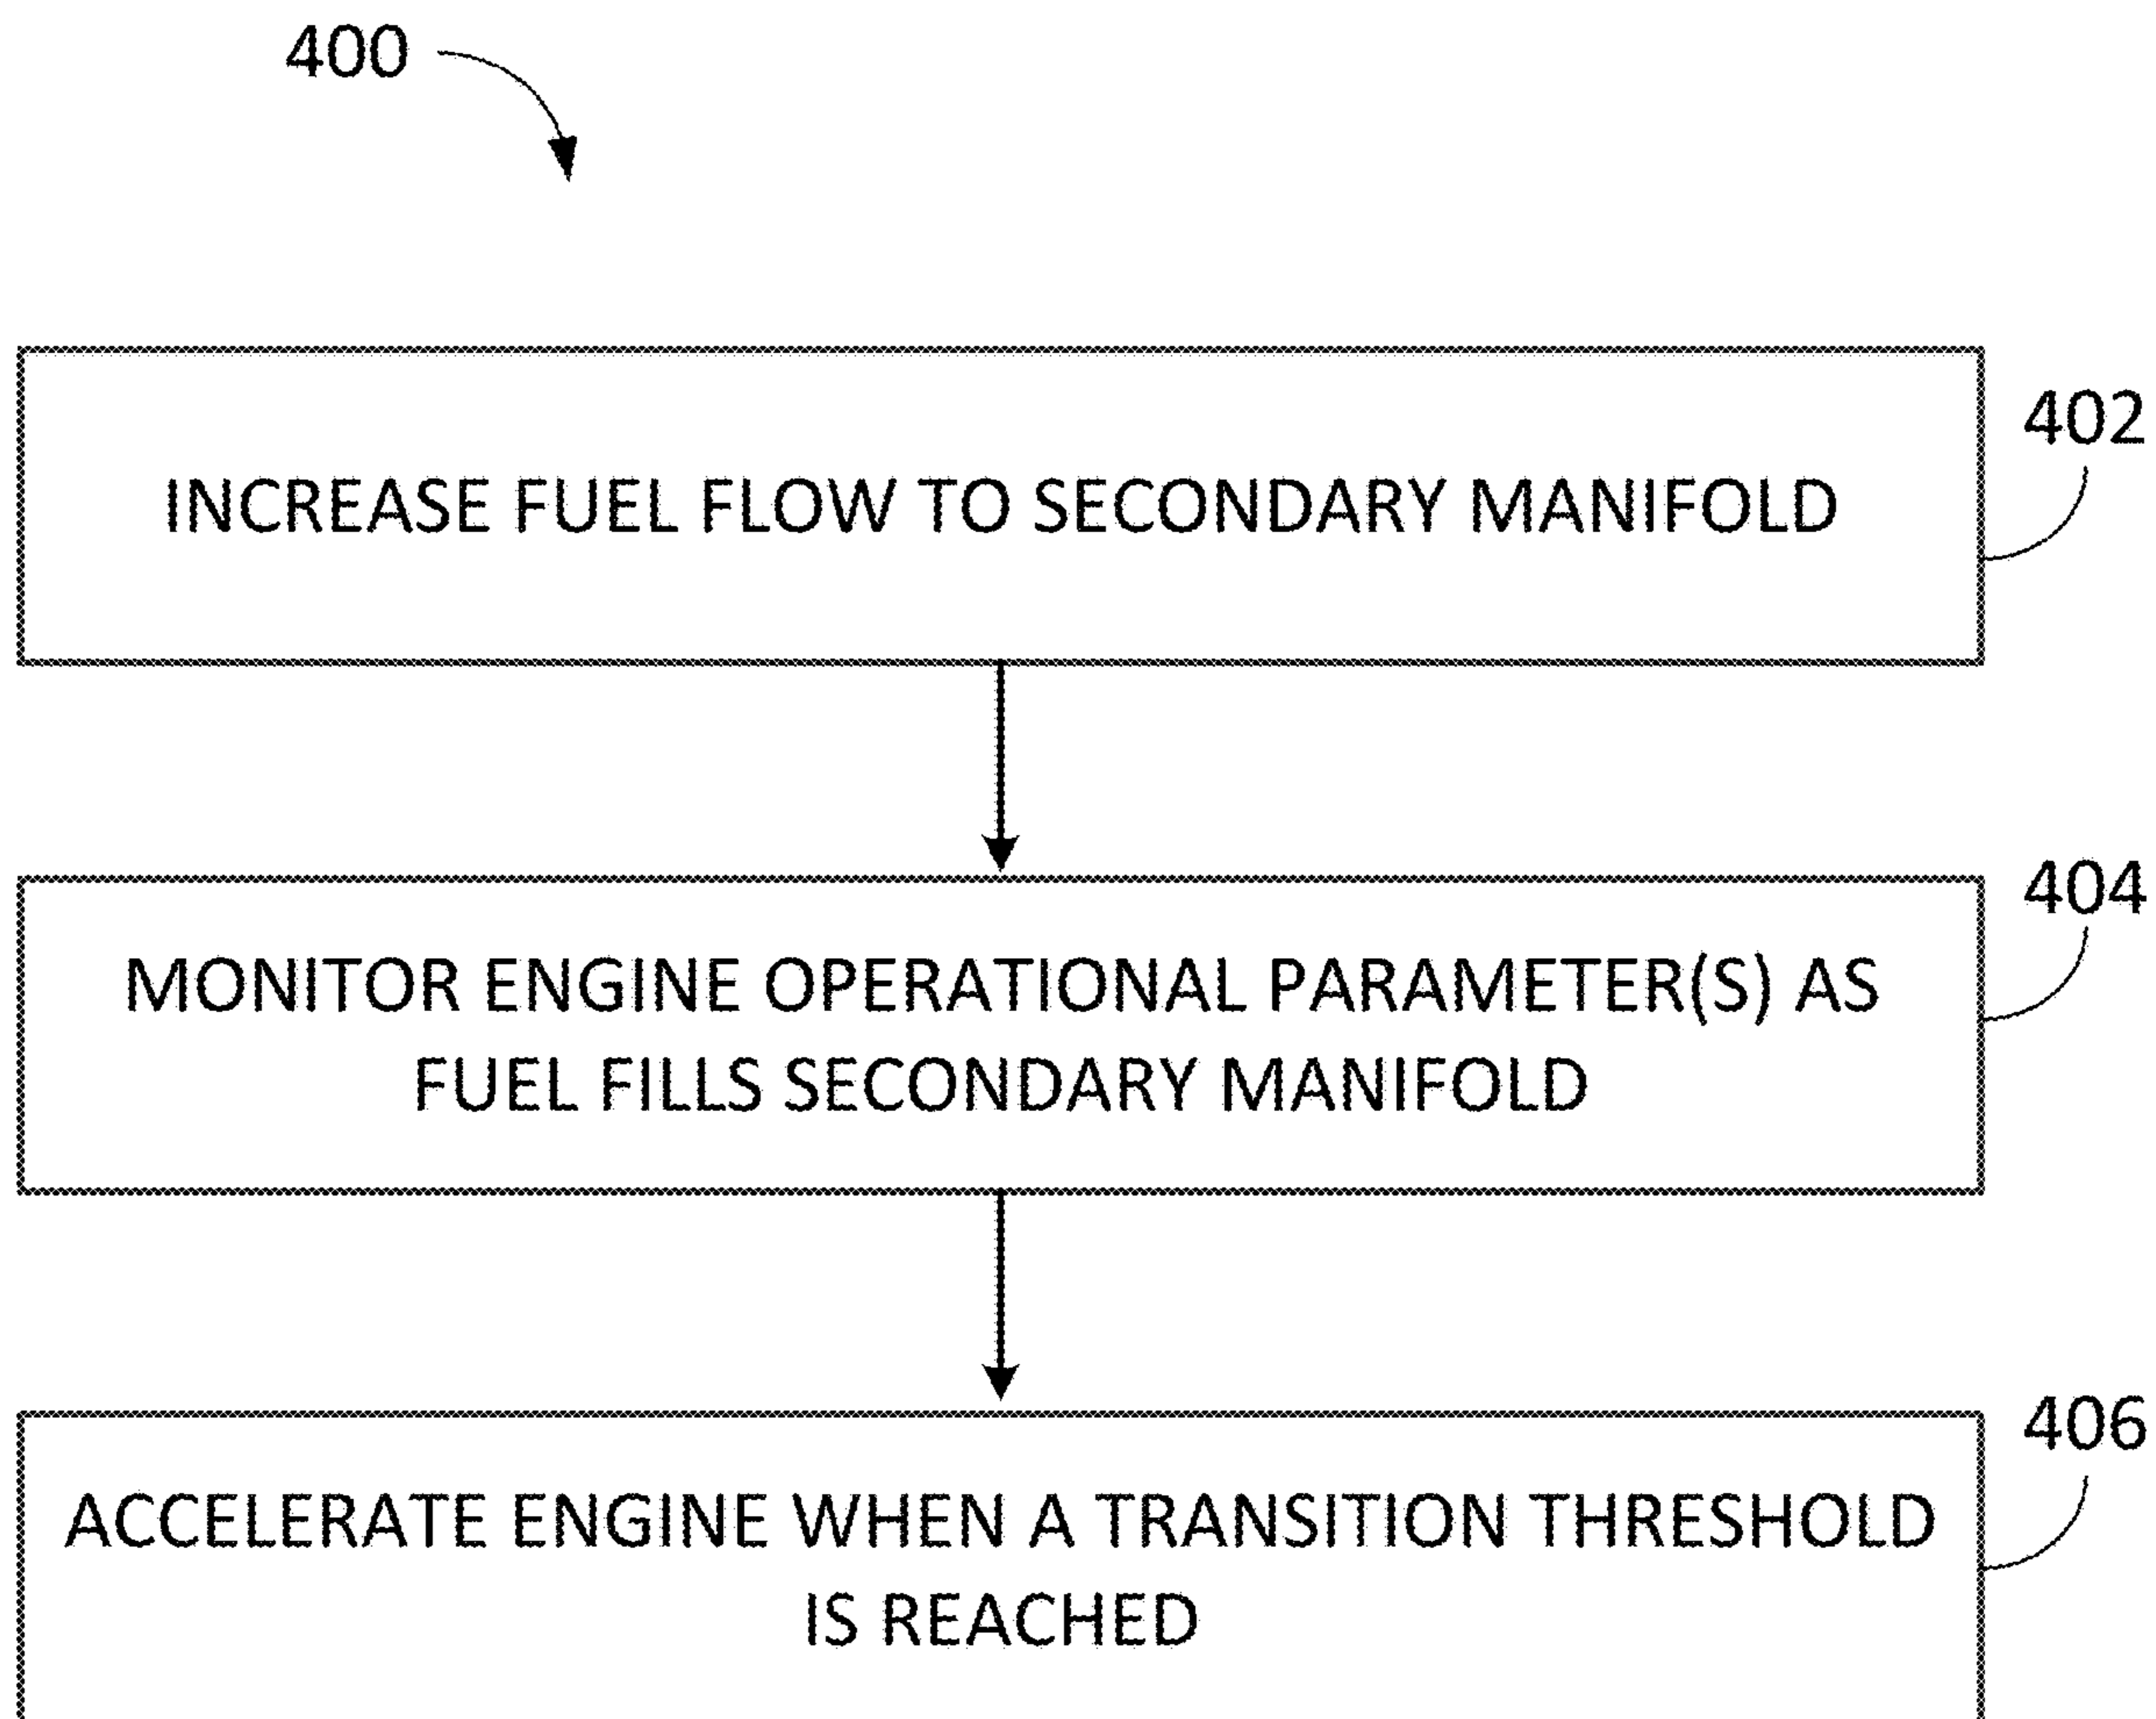 400
INCREASE FUEL FLOW TO SECONDARY MANIFOLD
402
MONITOR ENGINE OPERATIONAL PARAMETER(S) AS
FUEL FILLS SECONDARY MANIFOLD
404
ACCELERATE ENGINE WHEN A TRANSITION THRESHOLD
IS REACHED
406